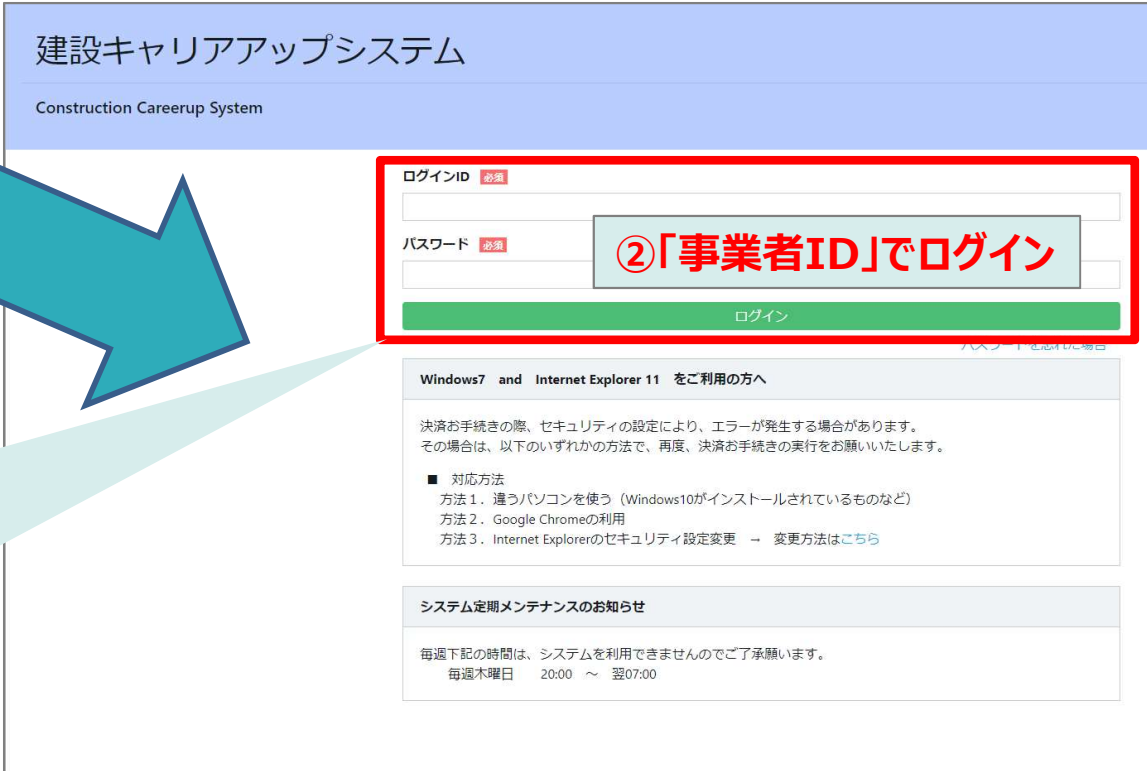 建設キャリアアップシステム
Construction Careerup System
ログインID 必須
パスワード 必須
②「事業者ID」でログイン
ログイン
パスワードを忘れた場合
Windows7 and Internet Explorer 11 をご利用の方へ
決済お手続きの際、セキュリティの設定により、エラーが発生する場合があります。
その場合は、以下のいずれかの方法で、再度、決済お手続きの実行をお願いいたします。
■ 対応方法
方法１．違うパソコンを使う（Windows10がインストールされているものなど）
方法２．Google Chromeの利用
方法３．Internet Explorerのセキュリティ設定変更 → 変更方法はこちら
システム定期メンテナンスのお知らせ
毎週下記の時間は、システムを利用できませんのでご了承願います。
毎週木曜日 20:00 ～ 翌07:00